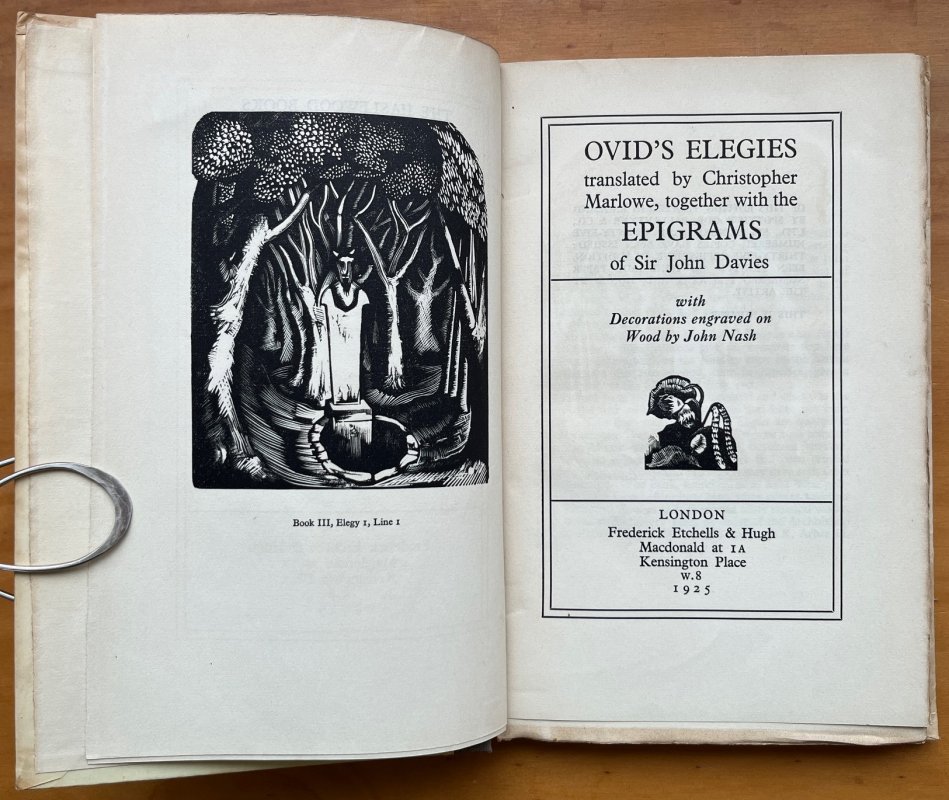 Book III, Elegy 1, Line 1
OVID'S ELEGIES
translated by Christopher
Marlowe, together with the
EPIGRAMS
of Sir John Davies
with
Decorations engraved on
Wood by John Nash
LONDON
Frederick Etchells & Hugh
Macdonald at 1A
Kensington Place
W.8
1925